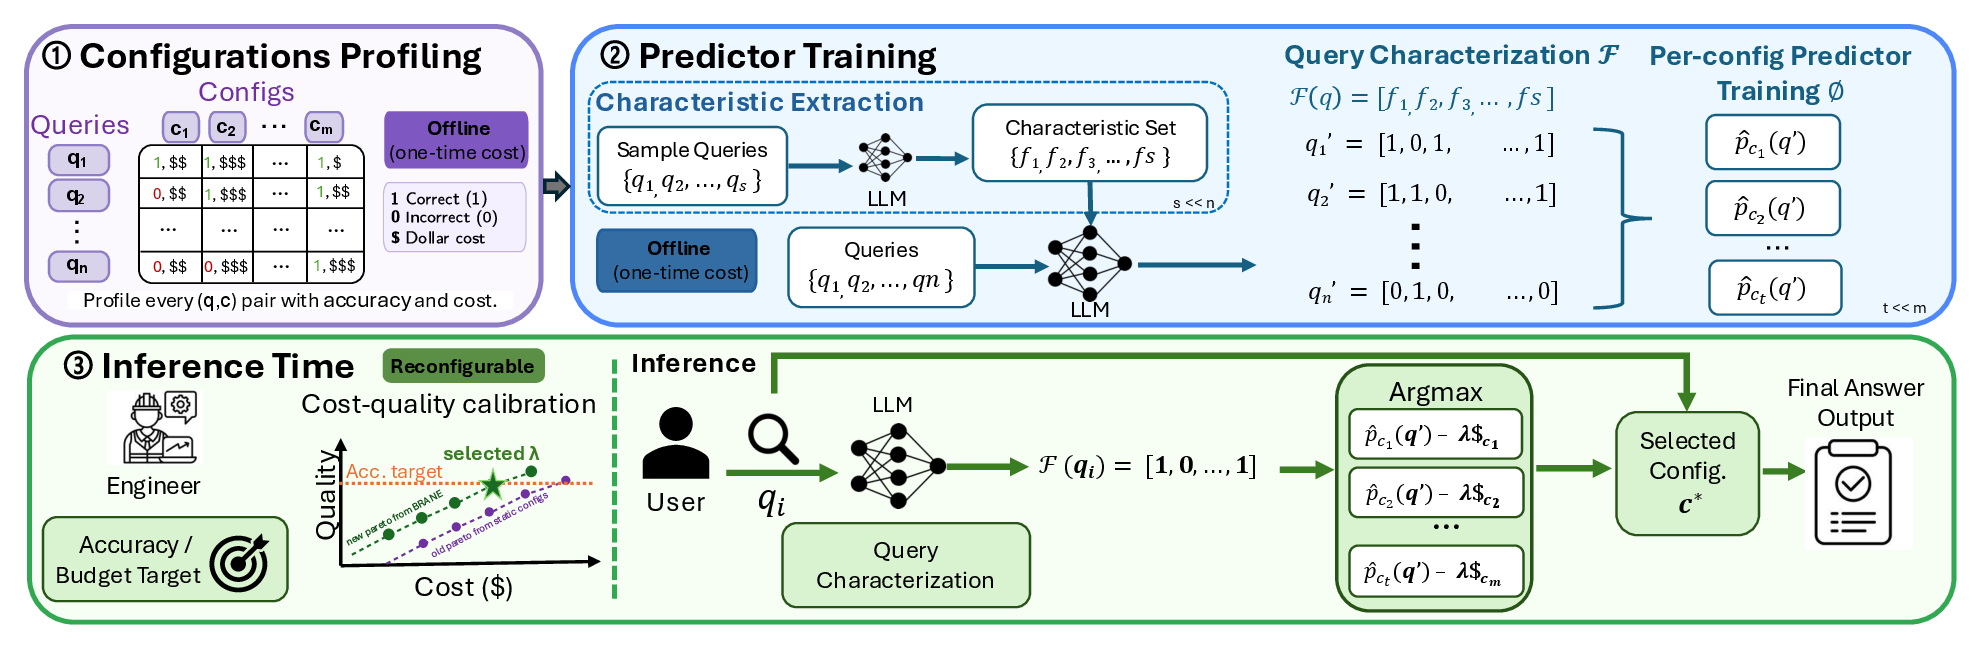 ① Configurations Profiling
Configs
Queries
c1 c2 ... cm
q1
1, $$ 1, $$$ ... 1, $
q2
0, $$ 1, $$$ ... 1, $$
⋮
... ... ...
qn
0, $$ 0, $$$ ... 1, $$$
Offline
(one-time cost)
1 Correct (1)
0 Incorrect (0)
$ Dollar cost
Profile every (q,c) pair with accuracy and cost.
② Predictor Training
Characteristic Extraction
Sample Queries
{q1, q2, ..., qs }
LLM
Characteristic Set
{f1, f2, f3, ... , fs }
s << n
Offline
(one-time cost)
Queries
{q1, q2, ..., qn }
LLM
Query Characterization ℱ
ℱ(q) = [f1, f2, f3, ... , fs ]
q1’ = [1, 0, 1, ..., 1]
q2’ = [1, 1, 0, ..., 1]
⋮
qn’ = [0, 1, 0, ..., 0]
Per-config Predictor
Training ∅
p̂c1(q’)
p̂c2(q’)
...
p̂ct(q’)
t << m
③ Inference Time
Reconfigurable
Engineer
Accuracy /
Budget Target
Cost-quality calibration
selected λ
Acc. target
Quality
new pareto from BRANE
old pareto from static configs
Cost ($)
Inference
User
qi
LLM
Query
Characterization
ℱ (qi) = [1, 0, ..., 1]
Argmax
p̂c1(q’) – λ$c1
p̂c2(q’) – λ$c2
...
p̂ct(q’) – λ$cm
Selected
Config.
c*
Final Answer
Output